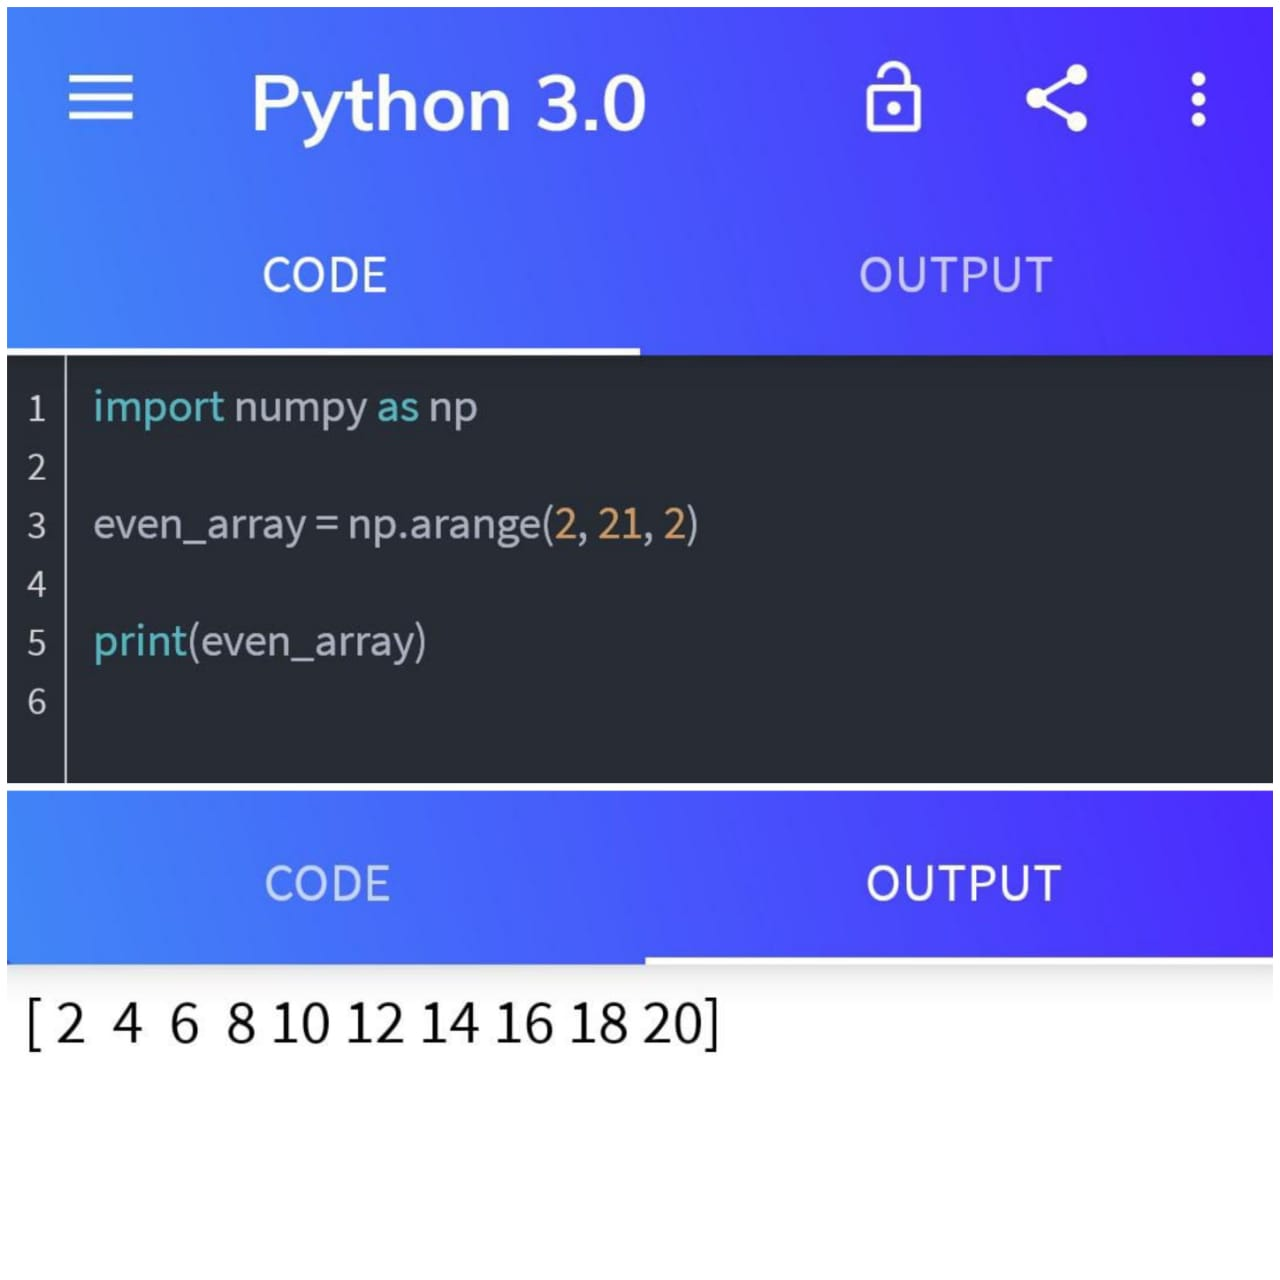 Python 3.0
CODE OUTPUT
1 import numpy as np
2
3 even_array = np.arange(2, 21, 2)
4
5 print(even_array)
6
CODE OUTPUT
[ 2  4  6  8 10 12 14 16 18 20]